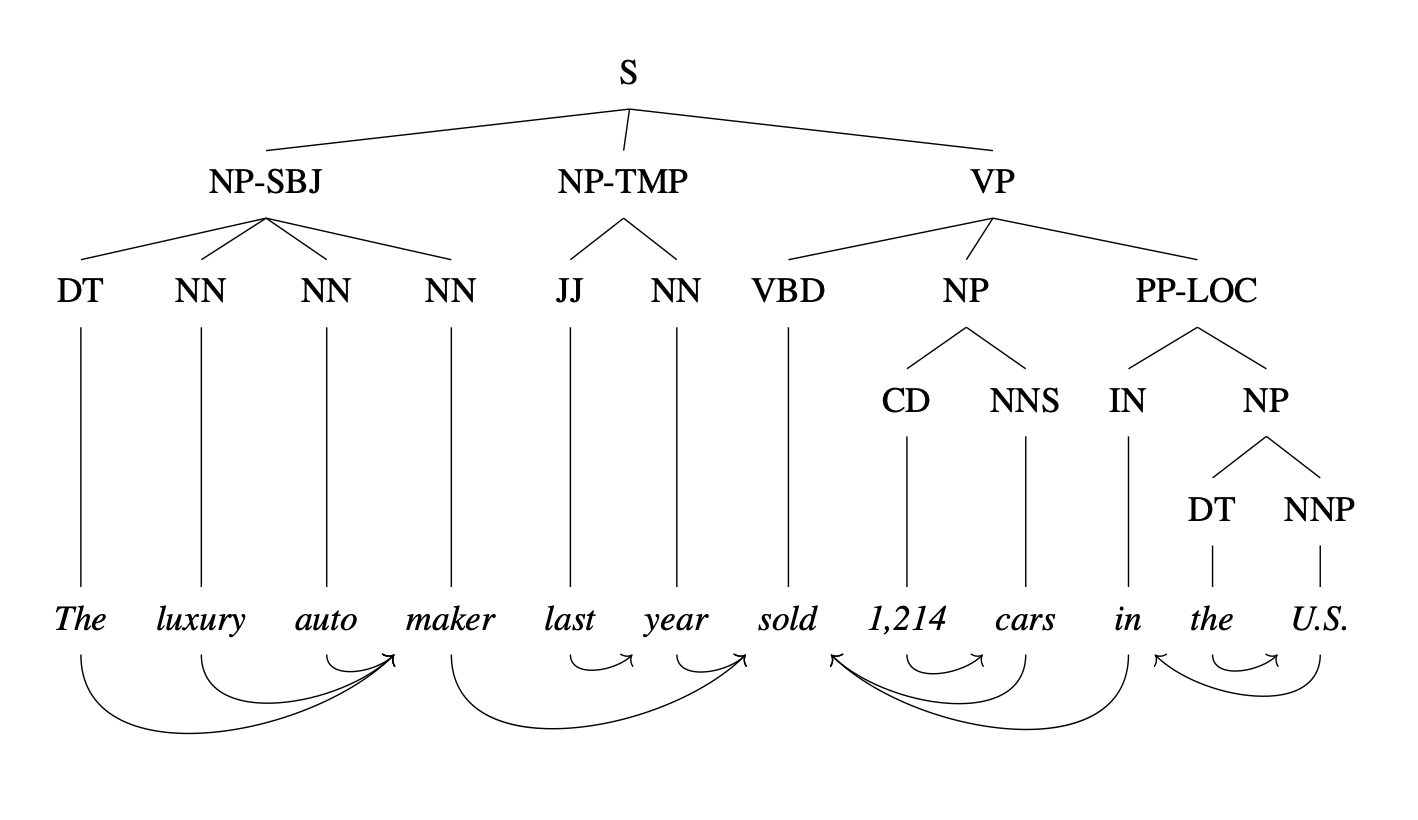 S
NP-SBJ NP-TMP VP
DT NN NN NN JJ NN VBD NP PP-LOC
CD NNS IN NP
DT NNP
The luxury auto maker last year sold 1,214 cars in the U.S.